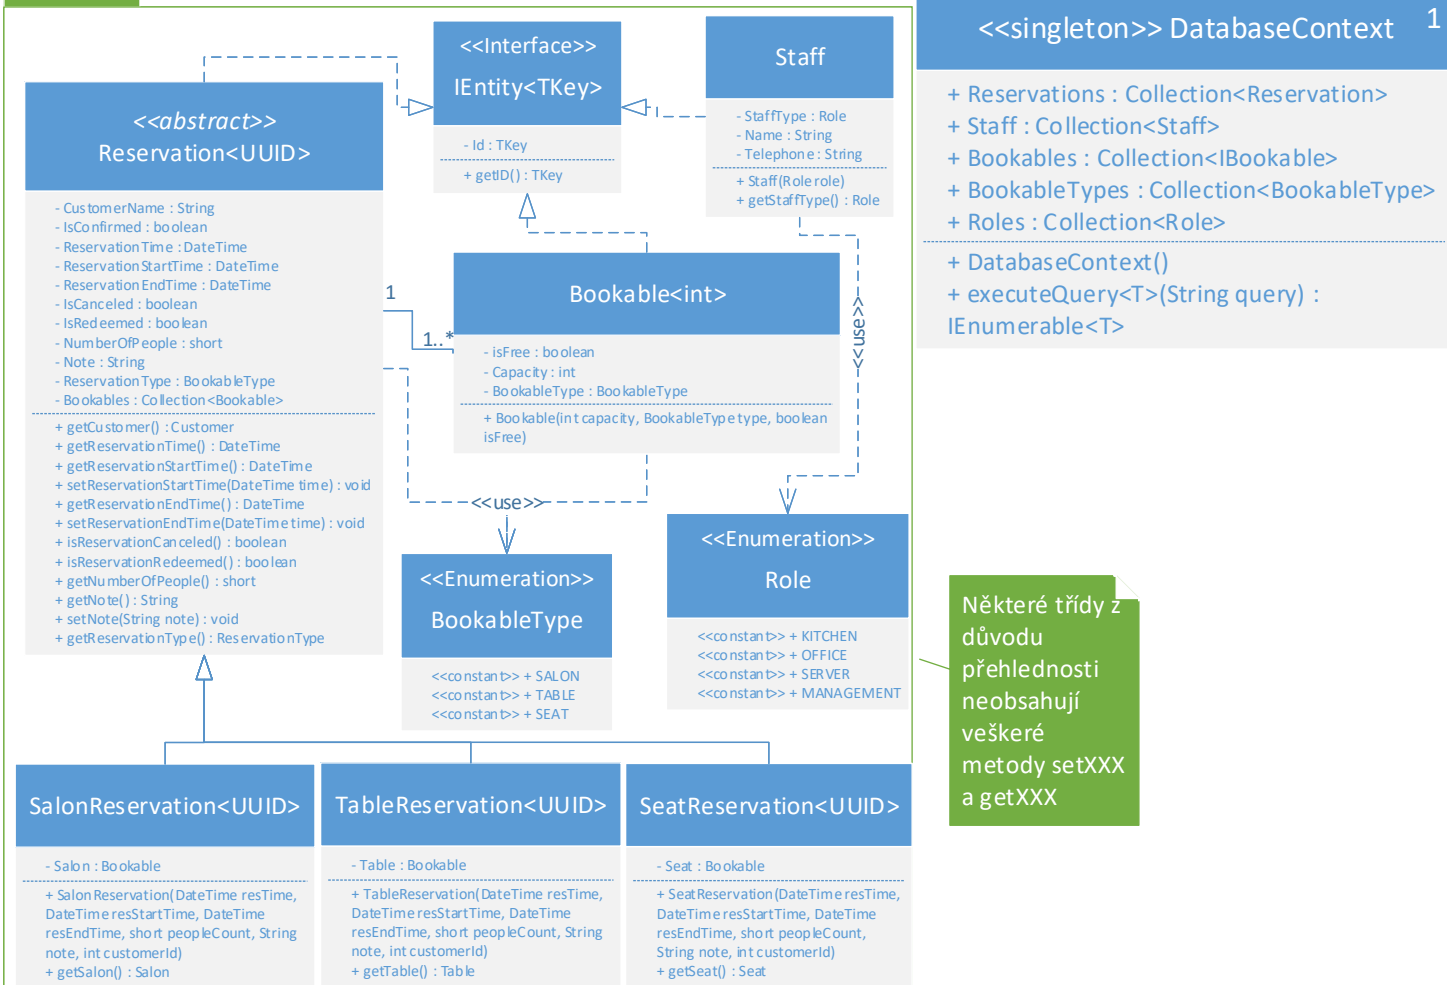 <<Interface>>
IEntity<TKey>
- Id : TKey
+ getID() : TKey
Staff
- StaffType : Role
- Name : String
- Telephone : String
+ Staff(Role role)
+ getStaffType() : Role
<<singleton>> DatabaseContext
1
+ Reservations : Collection<Reservation>
+ Staff : Collection<Staff>
+ Bookables : Collection<IBookable>
+ BookableTypes : Collection<BookableType>
+ Roles : Collection<Role>
+ DatabaseContext()
+ executeQuery<T>(String query) :
IEnumerable<T>
<<abstract>>
Reservation<UUID>
- CustomerName : String
- IsConfirmed : boolean
- ReservationTime : DateTime
- ReservationStartTime : DateTime
- ReservationEndTime : DateTime
- IsCanceled : boolean
- IsRedeemed : boolean
- NumberOfPeople : short
- Note : String
- ReservationType : BookableType
- Bookables : Collection<Bookable>
+ getCustomer() : Customer
+ getReservationTime() : DateTime
+ getReservationStartTime() : DateTime
+ setReservationStartTime(DateTime time) : void
+ getReservationEndTime() : DateTime
+ setReservationEndTime(DateTime time) : void
+ isReservationCanceled() : boolean
+ isReservationRedeemed() : boolean
+ getNumberOfPeople() : short
+ getNote() : String
+ setNote(String note) : void
+ getReservationType() : ReservationType
1
1..*
Bookable<int>
- isFree : boolean
- Capacity : int
- BookableType : BookableType
+ Bookable(int capacity, BookableType type, boolean
isFree)
<<use>>
<<use>>
<<Enumeration>>
BookableType
<<constant>> + SALON
<<constant>> + TABLE
<<constant>> + SEAT
<<Enumeration>>
Role
<<constant>> + KITCHEN
<<constant>> + OFFICE
<<constant>> + SERVER
<<constant>> + MANAGEMENT
Některé třídy z
důvodu
přehlednosti
neobsahují
veškeré
metody setXXX
a getXXX
SalonReservation<UUID>
- Salon : Bookable
+ SalonReservation(DateTime resTime,
DateTime resStartTime, DateTime
resEndTime, short peopleCount, String
note, int customerId)
+ getSalon() : Salon
TableReservation<UUID>
- Table : Bookable
+ TableReservation(DateTime resTime,
DateTime resStartTime, DateTime
resEndTime, short peopleCount, String
note, int customerId)
+ getTable() : Table
SeatReservation<UUID>
- Seat : Bookable
+ SeatReservation(DateTime resTime,
DateTime resStartTime, DateTime
resEndTime, short peopleCount,
String note, int customerId)
+ getSeat() : Seat